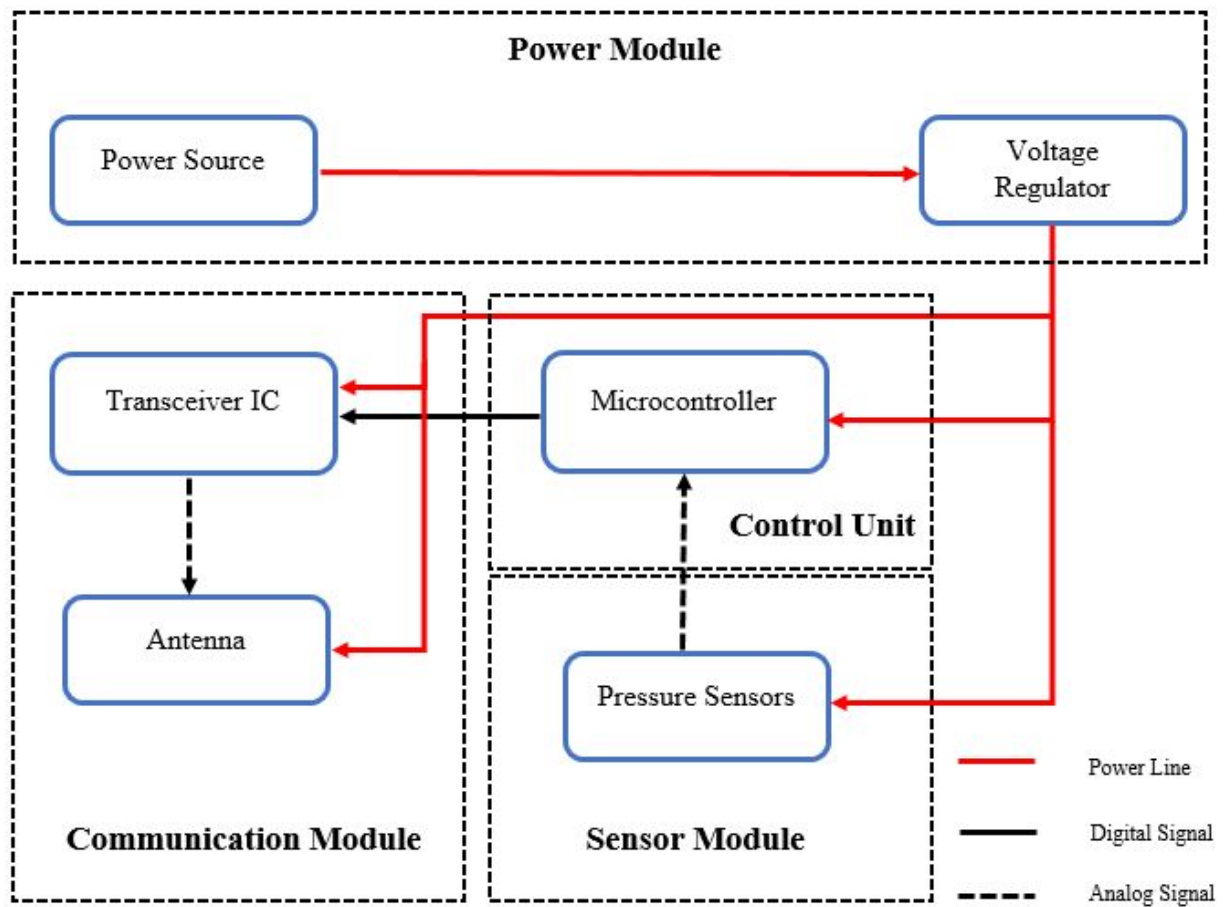 Power Module
Power Source
Voltage
Regulator
Transceiver IC
Microcontroller
Control Unit
Antenna
Pressure Sensors
Communication Module
Sensor Module
Power Line
Digital Signal
Analog Signal